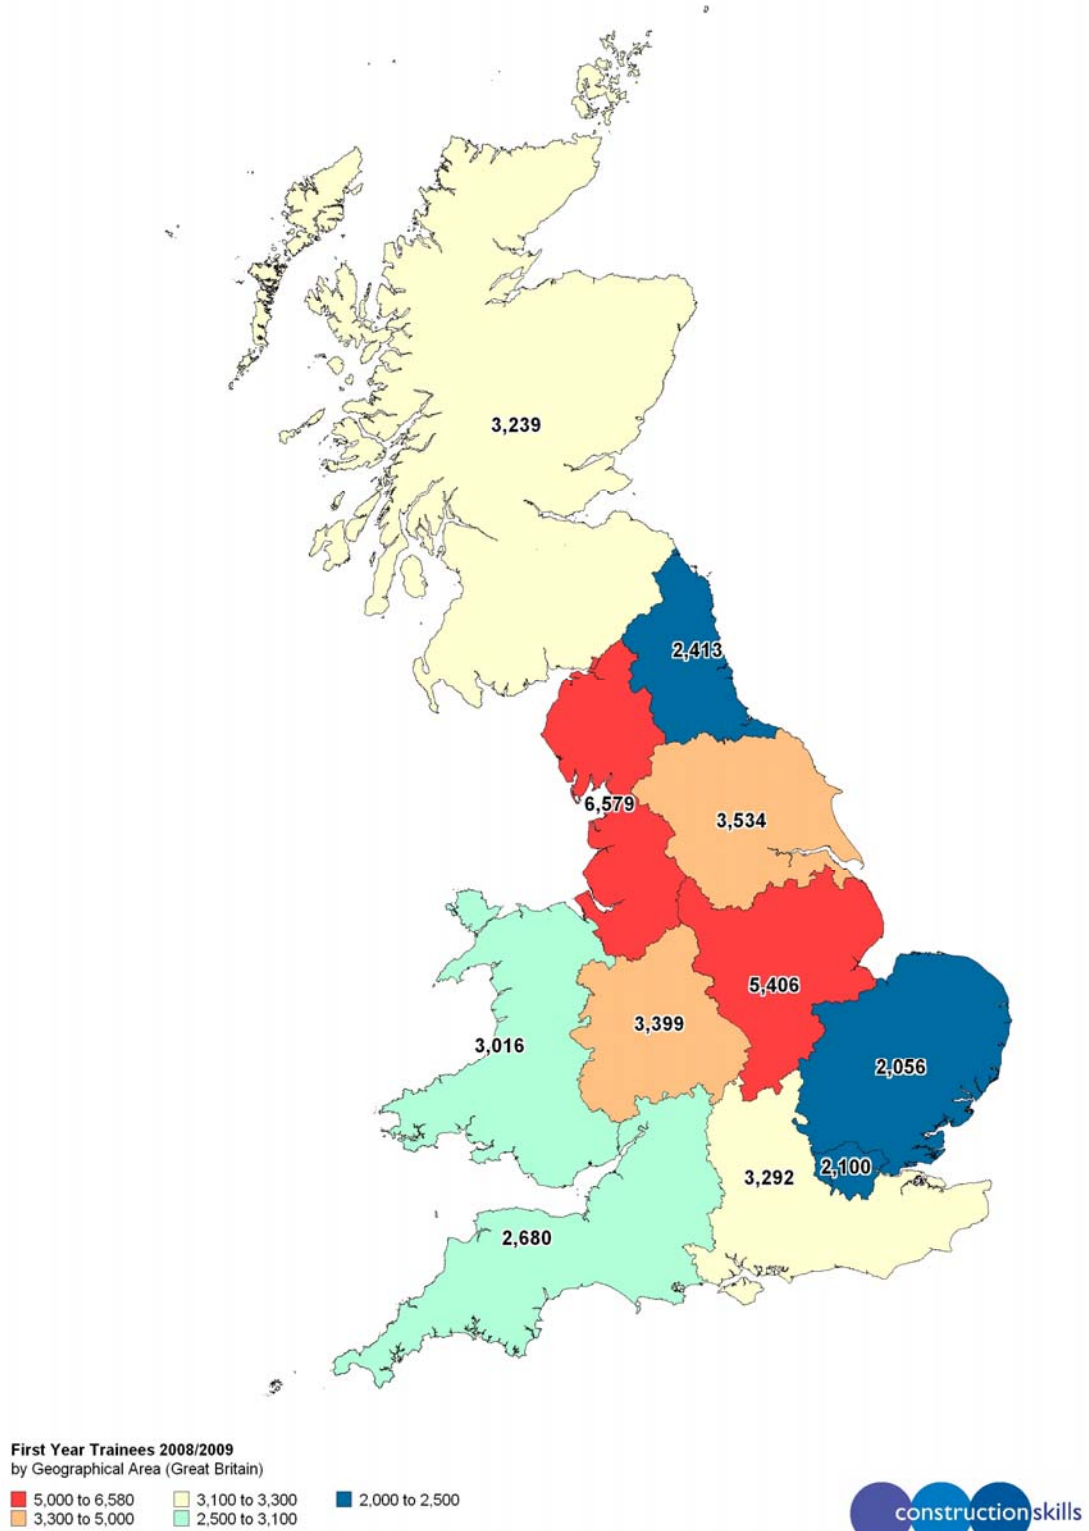 3,239
2,413
6,579
3,534
5,406
3,399
3,016
2,056
2,100
3,292
2,680
First Year Trainees 2008/2009
by Geographical Area (Great Britain)
5,000 to 6,580
3,100 to 3,300
2,000 to 2,500
3,300 to 5,000
2,500 to 3,100
constructionskills